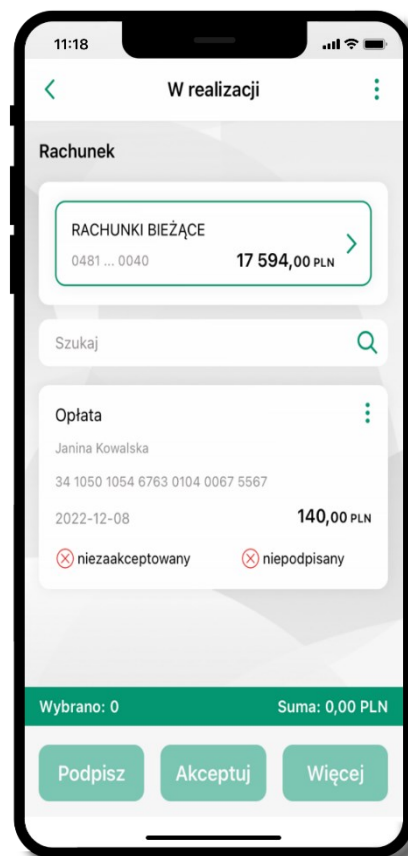 11:18
W realizacji
Rachunek
RACHUNKI BIEŻĄCE
0481 ... 0040 17 594,00 PLN
Szukaj
Opłata
Janina Kowalska
34 1050 1054 6763 0104 0067 5567
2022-12-08 140,00 PLN
niezaakceptowany niepodpisany
Wybrano: 0 Suma: 0,00 PLN
Podpisz Akceptuj Więcej